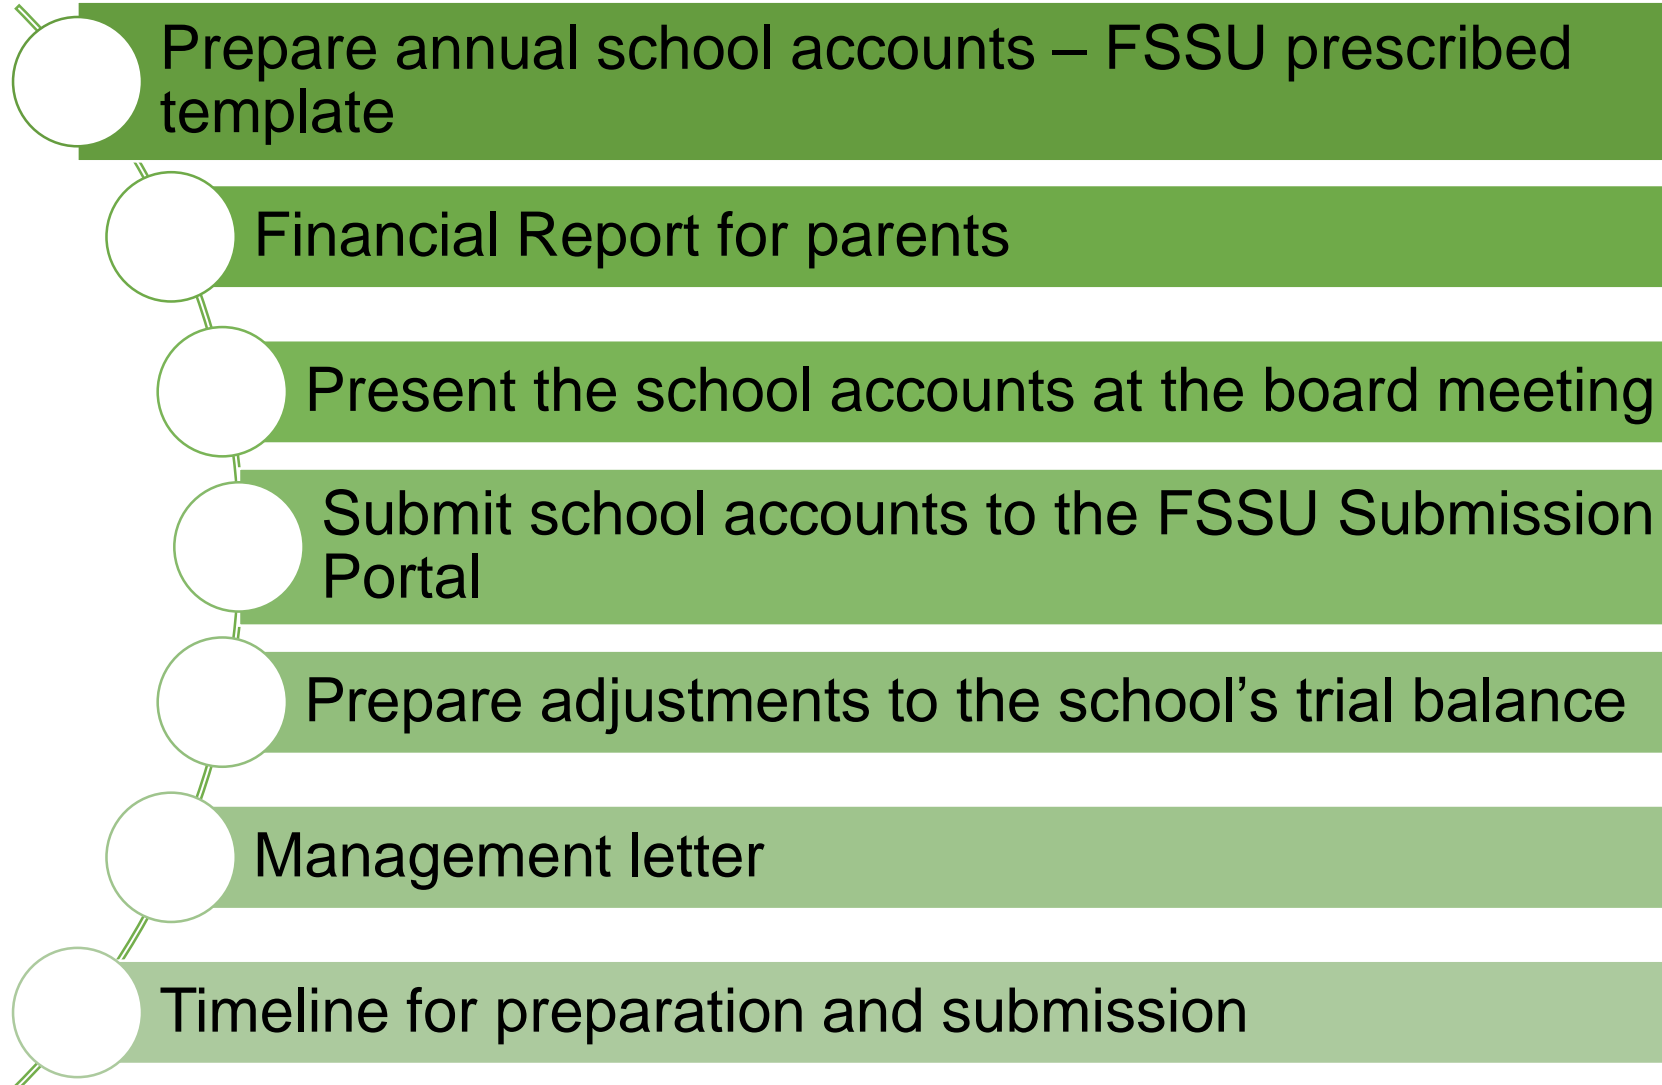 Prepare annual school accounts – FSSU prescribed
template
Financial Report for parents
Present the school accounts at the board meeting
Submit school accounts to the FSSU Submission
Portal
Prepare adjustments to the school’s trial balance
Management letter
Timeline for preparation and submission